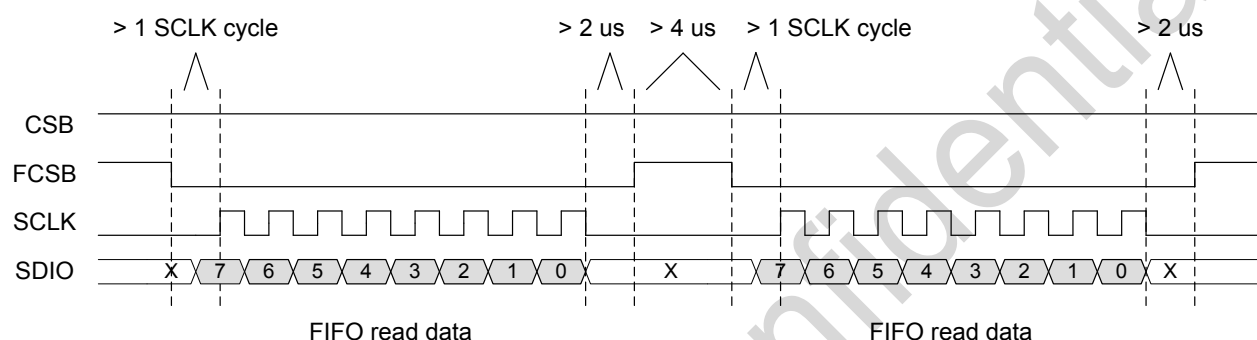 > 1 SCLK cycle > 2 us > 4 us > 1 SCLK cycle > 2 us
CSB
FCSB
SCLK
SDIO X 7 6 5 4 3 2 1 0 X 7 6 5 4 3 2 1 0 X
FIFO read data FIFO read data